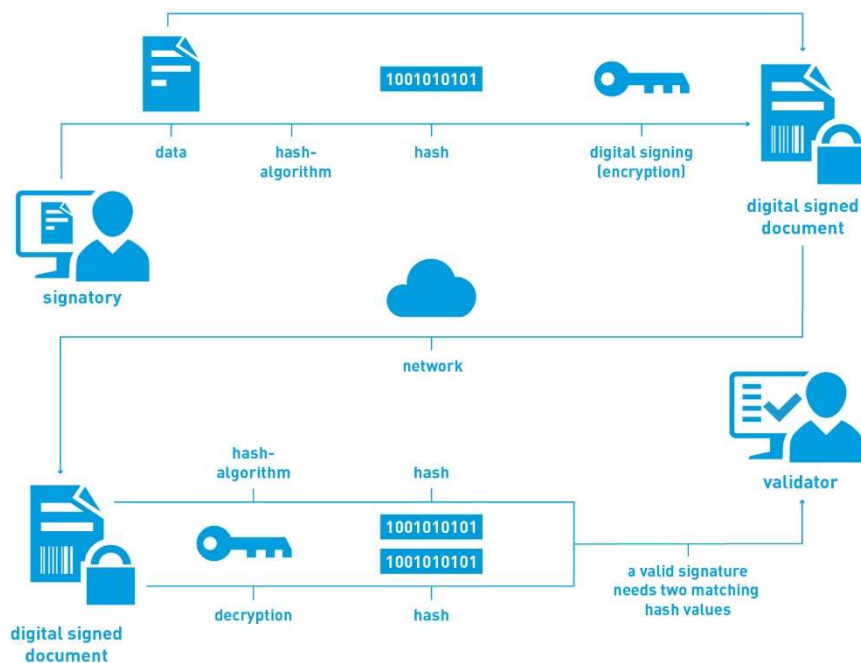 1001010101
data
hash-
algorithm
hash
digital signing
(encryption)
digital signed
document
signatory
network
hash-
algorithm
hash
validator
1001010101
1001010101
decryption
hash
a valid signature
needs two matching
hash values
digital signed
document